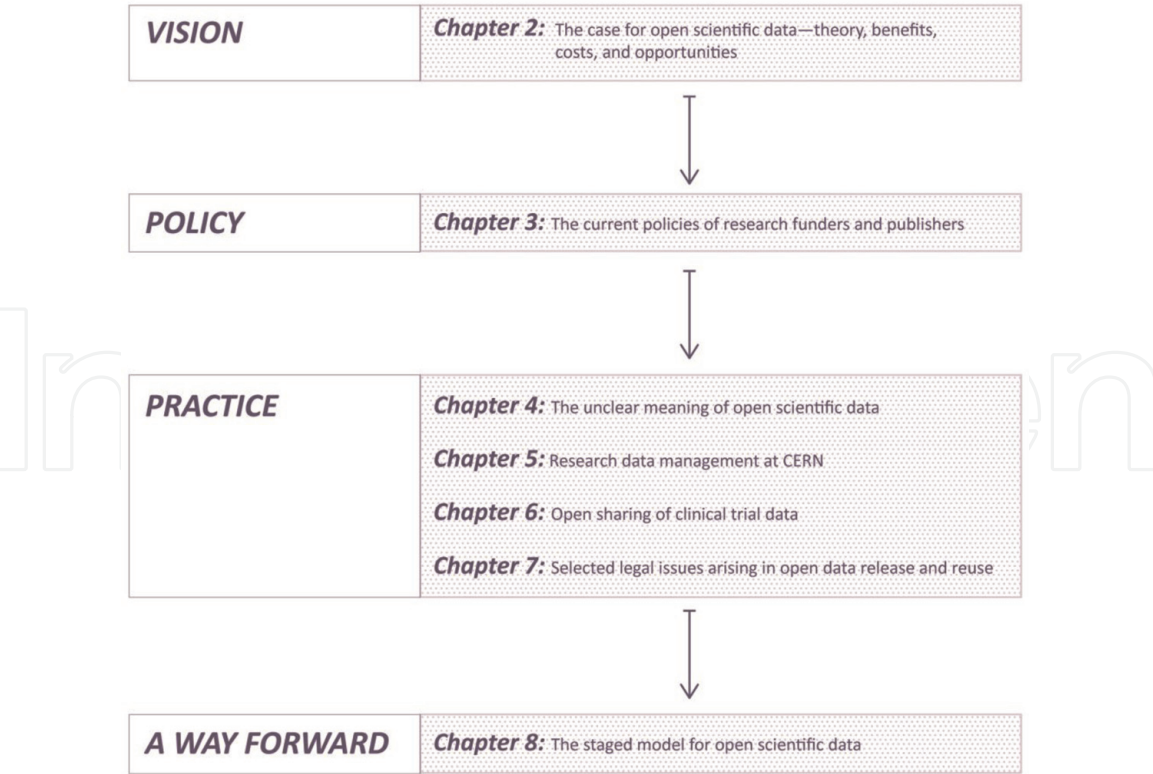 VISION
Chapter 2: The case for open scientific data—theory, benefits,
costs, and opportunities
POLICY
Chapter 3: The current policies of research funders and publishers
PRACTICE
Chapter 4: The unclear meaning of open scientific data
Chapter 5: Research data management at CERN
Chapter 6: Open sharing of clinical trial data
Chapter 7: Selected legal issues arising in open data release and reuse
A WAY FORWARD
Chapter 8: The staged model for open scientific data